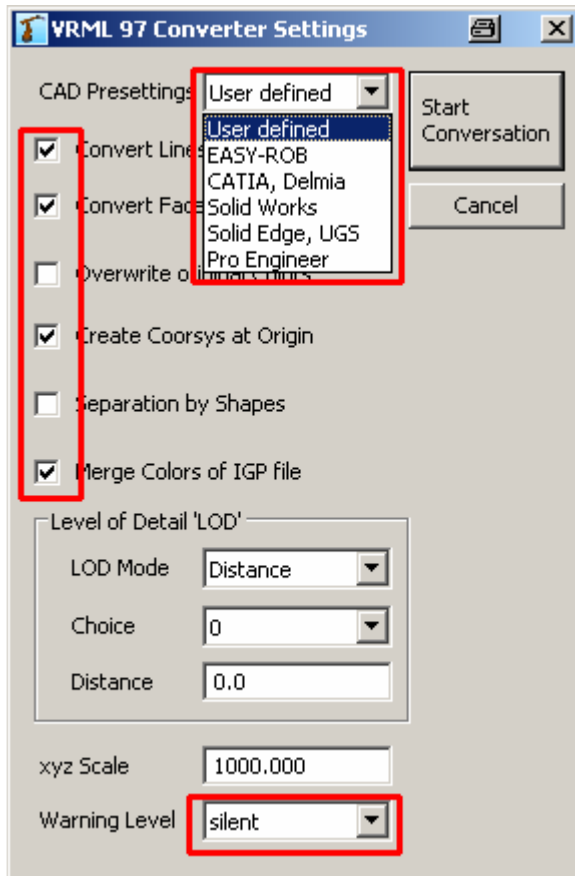 VRML 97 Converter Settings
CAD Presettings
User defined
User defined
EASY-ROB
CATIA, Delmia
Solid Works
Solid Edge, UGS
Pro Engineer
Start
Conversation
Cancel
Convert Lines
Convert Fac
Overwrite
Create Coorsys at Origin
Separation by Shapes
Merge Colors of IGP file
Level of Detail 'LOD'
LOD Mode
Distance
Choice
0
Distance
0.0
xyz Scale
1000.000
Warning Level
silent